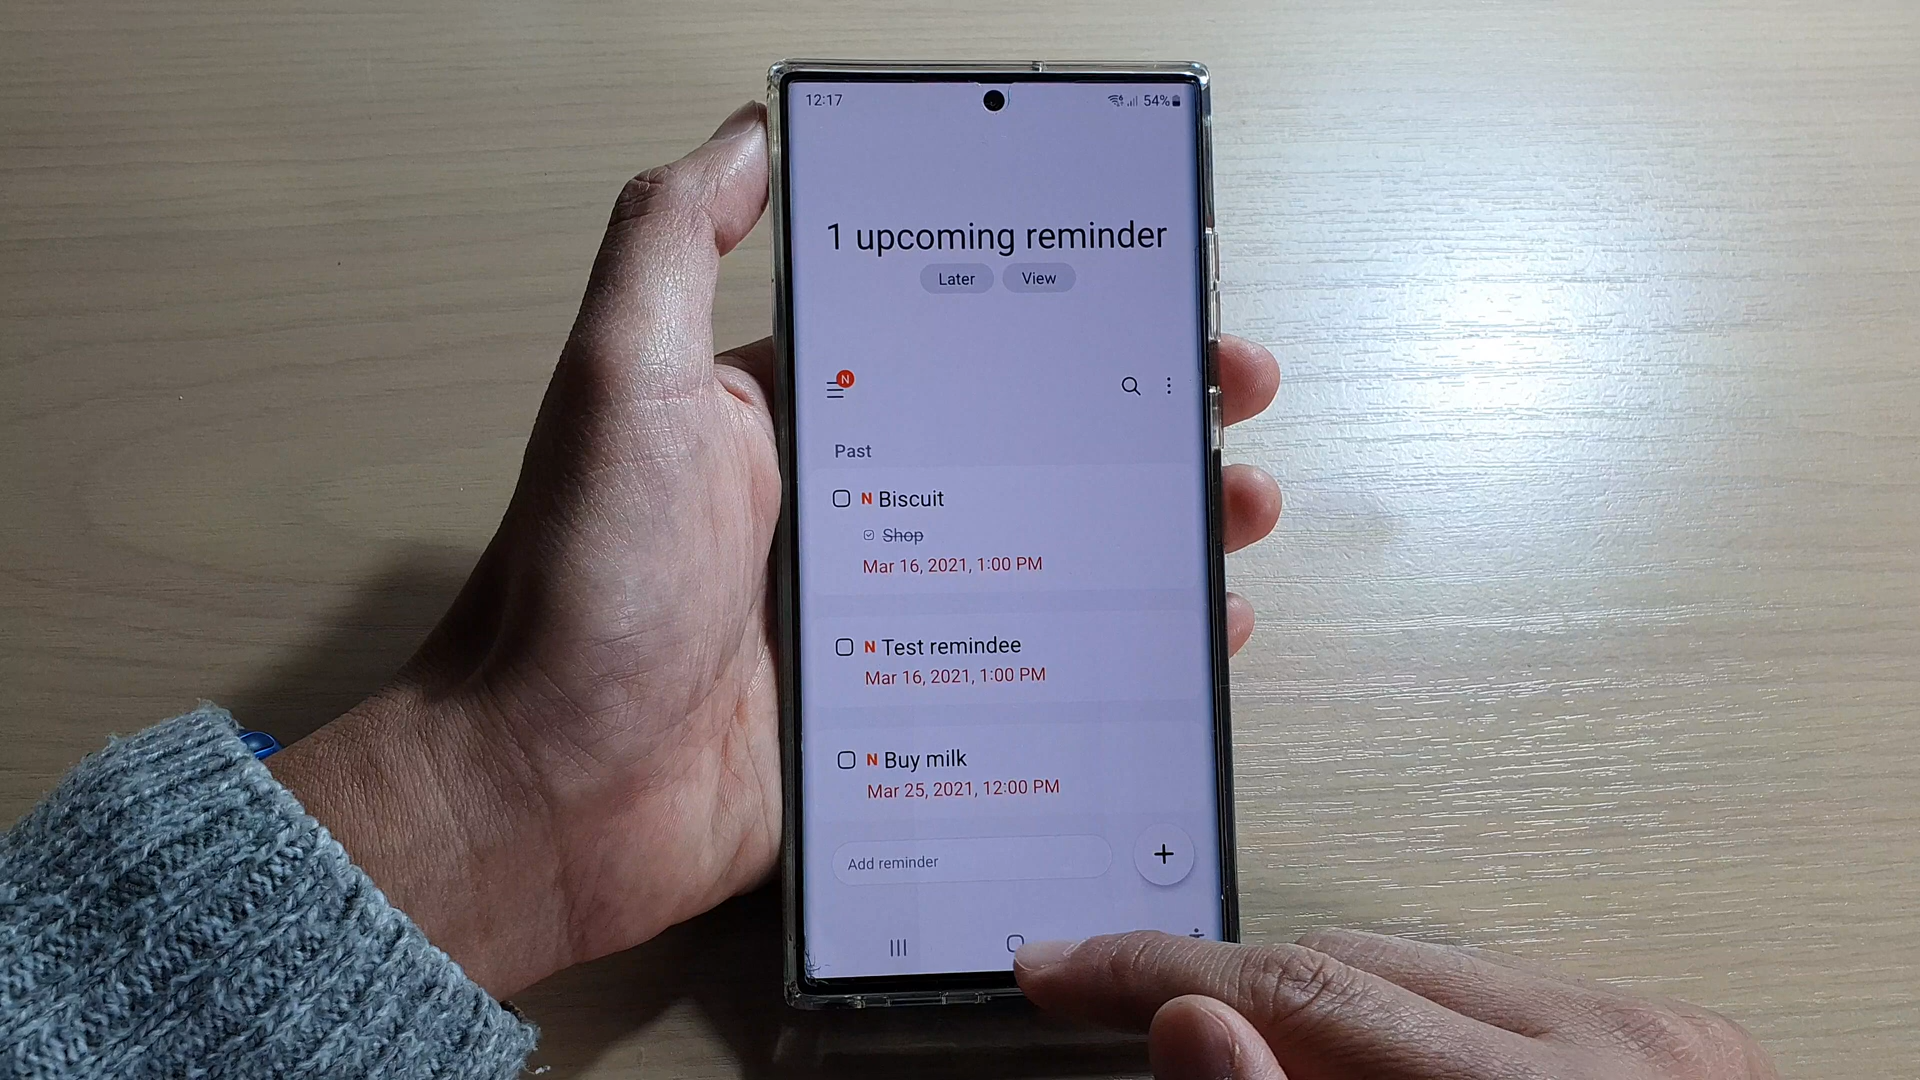 12:17 54%
1 upcoming reminder
Later View
N
Past
N Biscuit
Shop
Mar 16, 2021, 1:00 PM
N Test remindee
Mar 16, 2021, 1:00 PM
N Buy milk
Mar 25, 2021, 12:00 PM
Add reminder